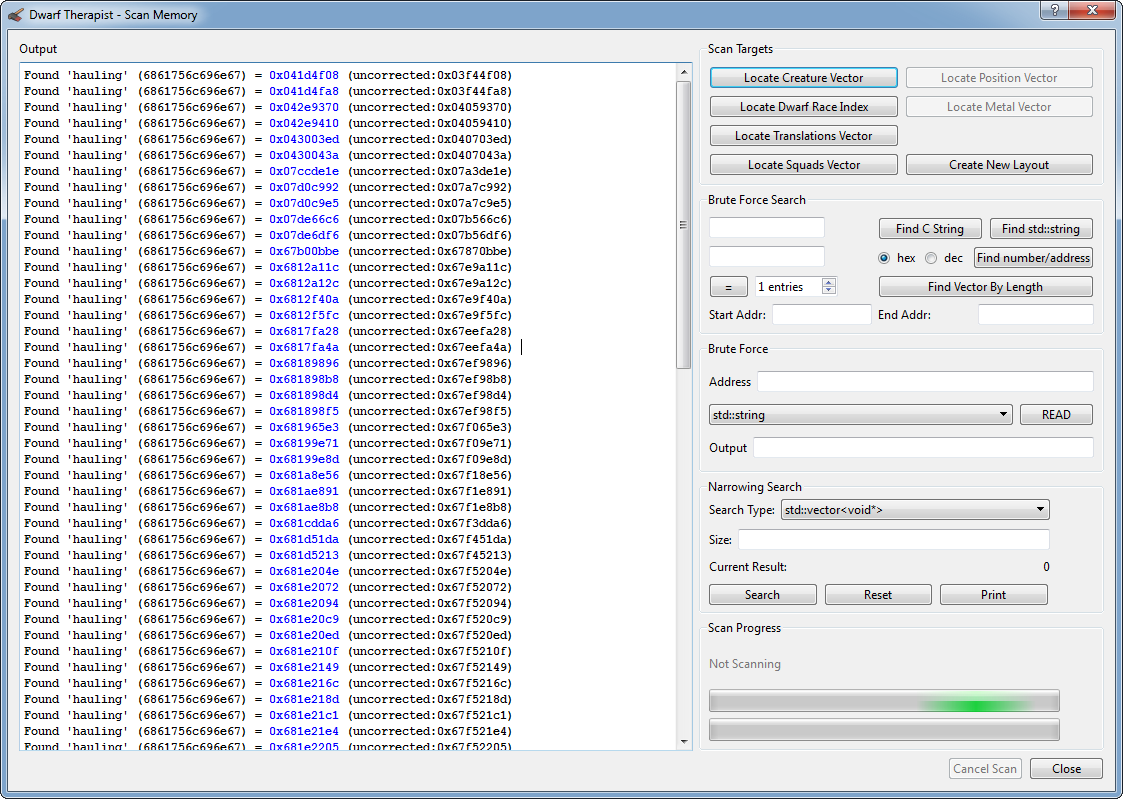 Dwarf Therapist - Scan Memory
Output
Found 'hauling' (6861756c696e67) = 0x041d4f08 (uncorrected:0x03f44f08)
Found 'hauling' (6861756c696e67) = 0x041d4fa8 (uncorrected:0x03f44fa8)
Found 'hauling' (6861756c696e67) = 0x042e9370 (uncorrected:0x04059370)
Found 'hauling' (6861756c696e67) = 0x042e9410 (uncorrected:0x04059410)
Found 'hauling' (6861756c696e67) = 0x043003ed (uncorrected:0x040703ed)
Found 'hauling' (6861756c696e67) = 0x0430043a (uncorrected:0x0407043a)
Found 'hauling' (6861756c696e67) = 0x07ccde1e (uncorrected:0x07a3de1e)
Found 'hauling' (6861756c696e67) = 0x07d0c992 (uncorrected:0x07a7c992)
Found 'hauling' (6861756c696e67) = 0x07d0c9e5 (uncorrected:0x07a7c9e5)
Found 'hauling' (6861756c696e67) = 0x07de66c6 (uncorrected:0x07b566c6)
Found 'hauling' (6861756c696e67) = 0x07de6df6 (uncorrected:0x07b56df6)
Found 'hauling' (6861756c696e67) = 0x67b00bbe (uncorrected:0x67870bbe)
Found 'hauling' (6861756c696e67) = 0x6812a11c (uncorrected:0x67e9a11c)
Found 'hauling' (6861756c696e67) = 0x6812a12c (uncorrected:0x67e9a12c)
Found 'hauling' (6861756c696e67) = 0x6812f40a (uncorrected:0x67e9f40a)
Found 'hauling' (6861756c696e67) = 0x6812f5fc (uncorrected:0x67e9f5fc)
Found 'hauling' (6861756c696e67) = 0x6817fa28 (uncorrected:0x67eefa28)
Found 'hauling' (6861756c696e67) = 0x6817fa4a (uncorrected:0x67eefa4a)
Found 'hauling' (6861756c696e67) = 0x68189896 (uncorrected:0x67ef9896)
Found 'hauling' (6861756c696e67) = 0x681898b8 (uncorrected:0x67ef98b8)
Found 'hauling' (6861756c696e67) = 0x681898d4 (uncorrected:0x67ef98d4)
Found 'hauling' (6861756c696e67) = 0x681898f5 (uncorrected:0x67ef98f5)
Found 'hauling' (6861756c696e67) = 0x681965e3 (uncorrected:0x67f065e3)
Found 'hauling' (6861756c696e67) = 0x68199e71 (uncorrected:0x67f09e71)
Found 'hauling' (6861756c696e67) = 0x68199e8d (uncorrected:0x67f09e8d)
Found 'hauling' (6861756c696e67) = 0x681a8e56 (uncorrected:0x67f18e56)
Found 'hauling' (6861756c696e67) = 0x681ae891 (uncorrected:0x67f1e891)
Found 'hauling' (6861756c696e67) = 0x681ae8b8 (uncorrected:0x67f1e8b8)
Found 'hauling' (6861756c696e67) = 0x681cdda6 (uncorrected:0x67f3dda6)
Found 'hauling' (6861756c696e67) = 0x681d51da (uncorrected:0x67f451da)
Found 'hauling' (6861756c696e67) = 0x681d5213 (uncorrected:0x67f45213)
Found 'hauling' (6861756c696e67) = 0x681e204e (uncorrected:0x67f5204e)
Found 'hauling' (6861756c696e67) = 0x681e2072 (uncorrected:0x67f52072)
Found 'hauling' (6861756c696e67) = 0x681e2094 (uncorrected:0x67f52094)
Found 'hauling' (6861756c696e67) = 0x681e20c9 (uncorrected:0x67f520c9)
Found 'hauling' (6861756c696e67) = 0x681e20ed (uncorrected:0x67f520ed)
Found 'hauling' (6861756c696e67) = 0x681e210f (uncorrected:0x67f5210f)
Found 'hauling' (6861756c696e67) = 0x681e2149 (uncorrected:0x67f52149)
Found 'hauling' (6861756c696e67) = 0x681e216c (uncorrected:0x67f5216c)
Found 'hauling' (6861756c696e67) = 0x681e218d (uncorrected:0x67f5218d)
Found 'hauling' (6861756c696e67) = 0x681e21c1 (uncorrected:0x67f521c1)
Found 'hauling' (6861756c696e67) = 0x681e21e4 (uncorrected:0x67f521e4)
Found 'hauling' (6861756c696e67) = 0x681e2205 (uncorrected:0x67f52205)
Scan Targets
Locate Creature Vector
Locate Position Vector
Locate Dwarf Race Index
Locate Metal Vector
Locate Translations Vector
Locate Squads Vector
Create New Layout
Brute Force Search
Find C String
Find std::string
hex
dec
Find number/address
=
1 entries
Find Vector By Length
Start Addr:
End Addr:
Brute Force
Address
std::string
READ
Output
Narrowing Search
Search Type:
std::vector<void*>
Size:
Current Result:
0
Search
Reset
Print
Scan Progress
Not Scanning
Cancel Scan
Close